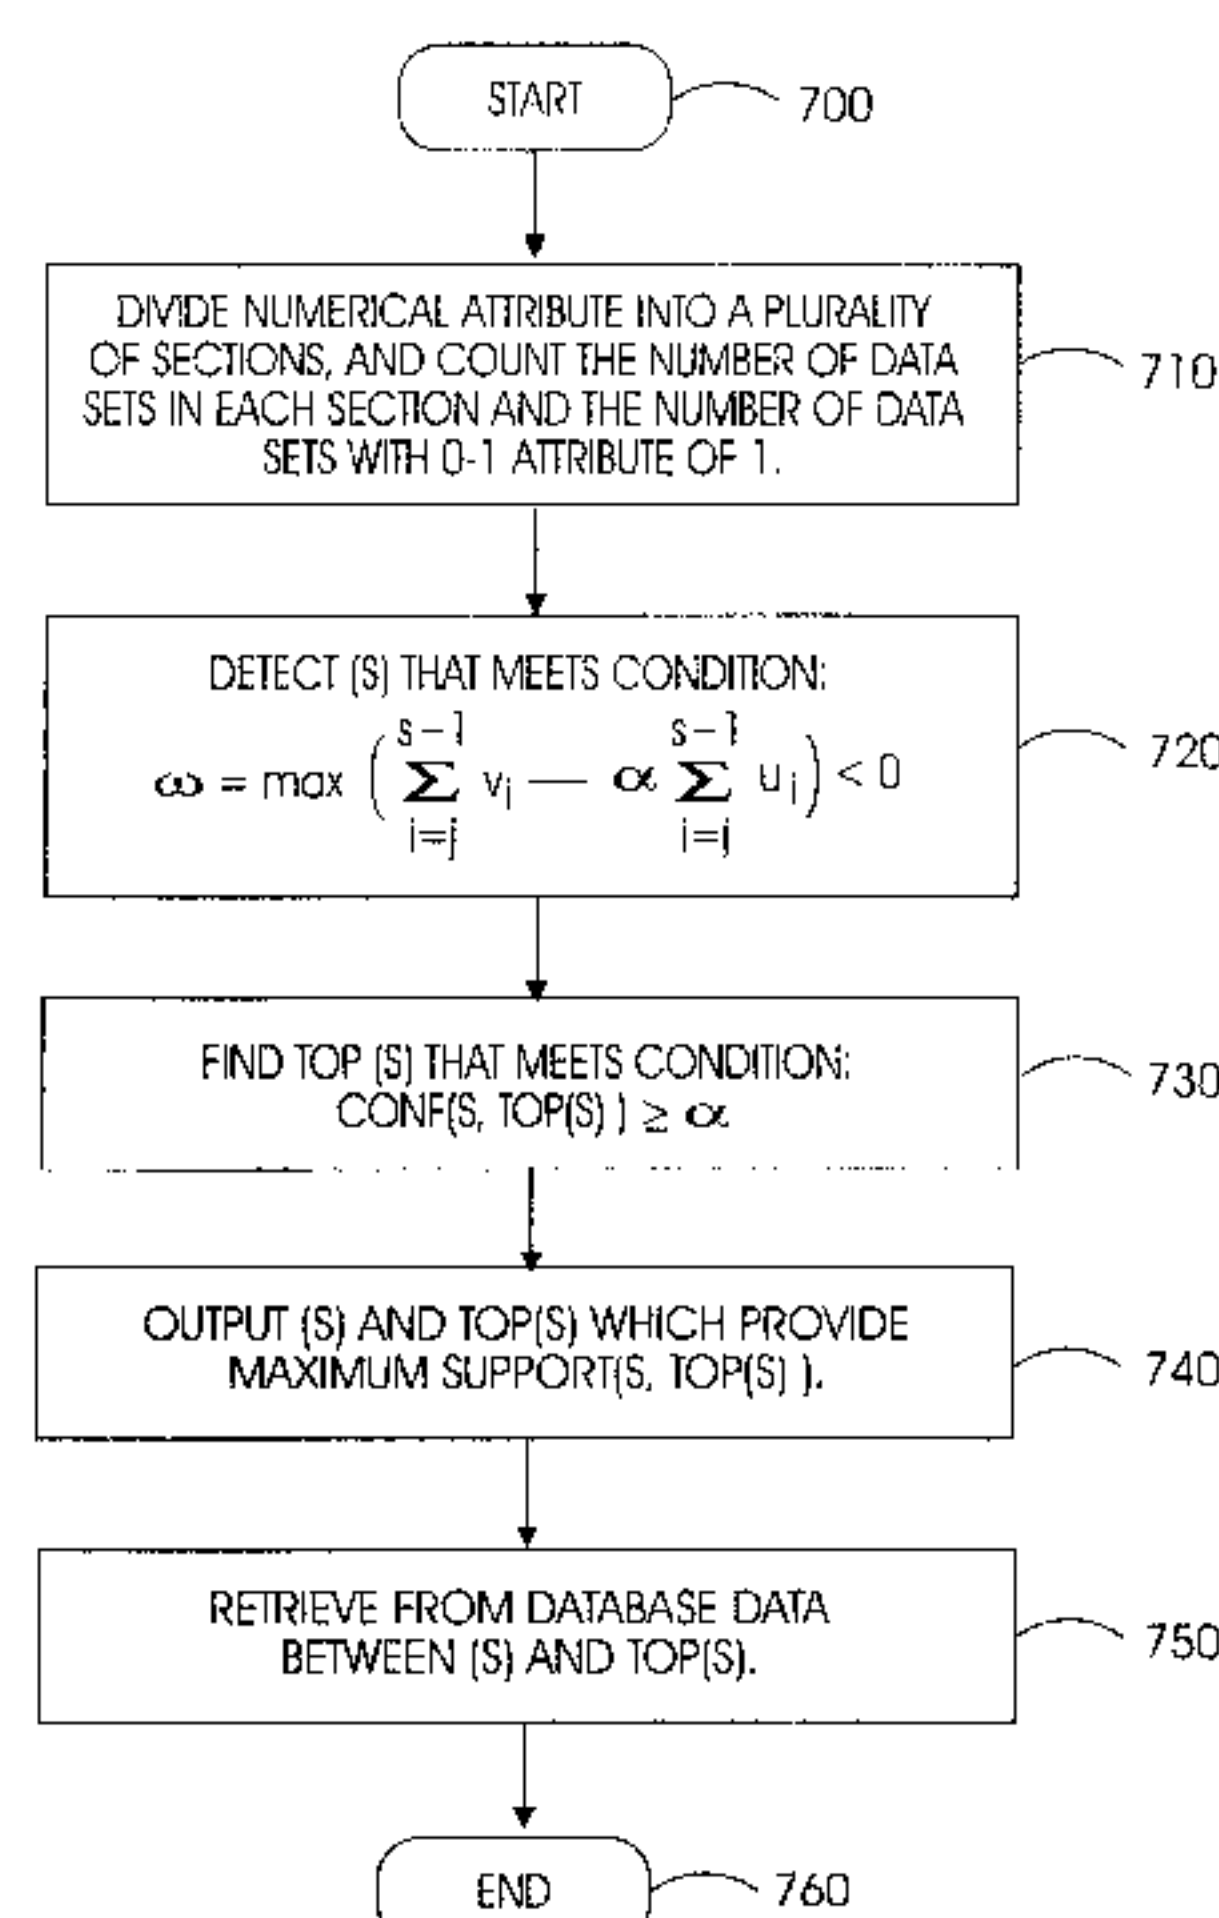 START
700
DIVIDE NUMERICAL ATTRIBUTE INTO A PLURALITY
OF SECTIONS, AND COUNT THE NUMBER OF DATA
SETS IN EACH SECTION AND THE NUMBER OF DATA
SETS WITH 0-1 ATTRIBUTE OF 1.
710
DETECT (S) THAT MEETS CONDITION:
s−1 s−1
ω = max ( ∑ vᵢ — α ∑ uᵢ ) < 0
i=j i=j
720
FIND TOP (S) THAT MEETS CONDITION:
CONF(S, TOP(S) ) ≥ α
730
OUTPUT (S) AND TOP(S) WHICH PROVIDE
MAXIMUM SUPPORT(S, TOP(S) ).
740
RETRIEVE FROM DATABASE DATA
BETWEEN (S) AND TOP(S).
750
END
760